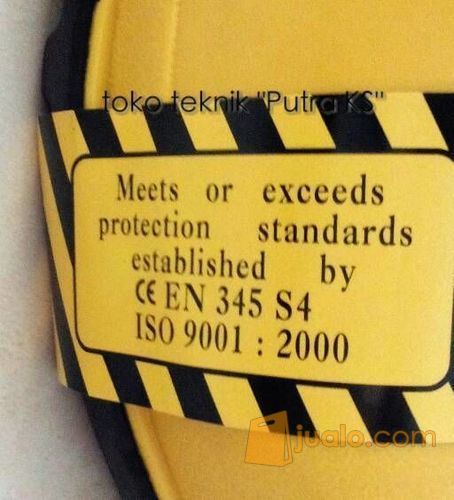 toko teknik "Putra KS"
Meets or exceeds
protection standards
established by
CE EN 345 S4
ISO 9001 : 2000
jualo.com